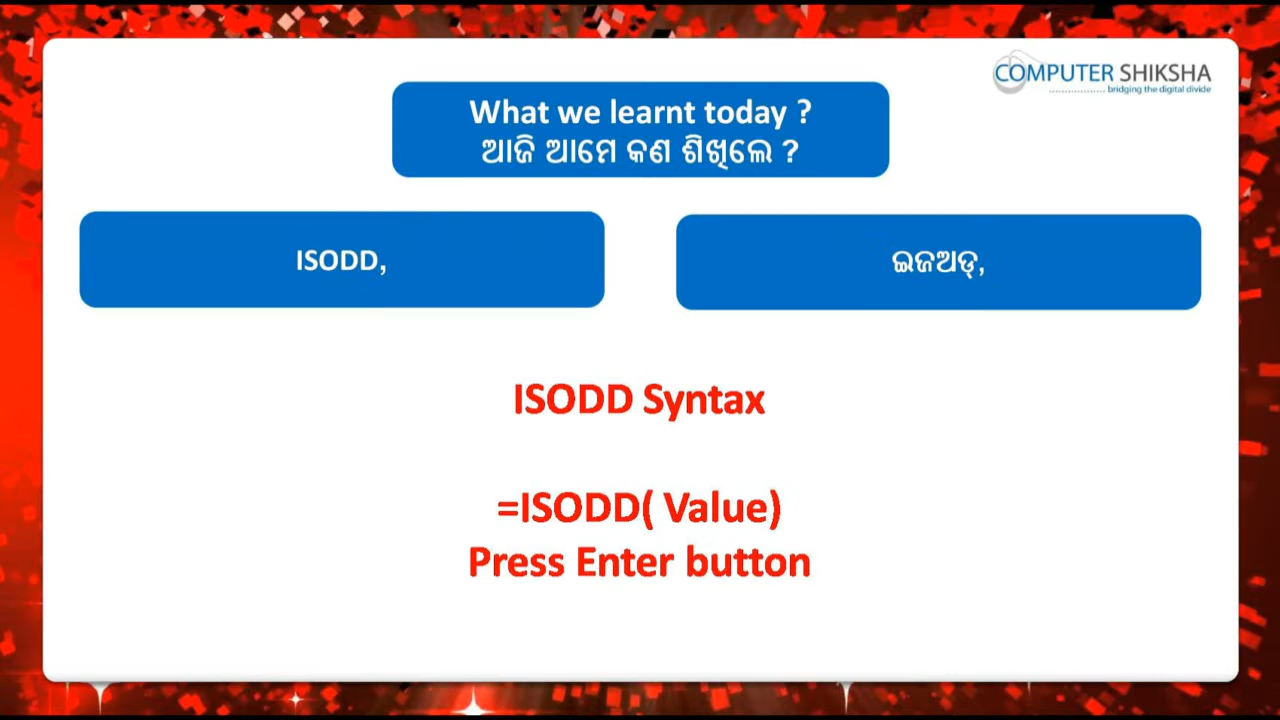 COMPUTER SHIKSHA
bridging the digital divide
What we learnt today ?
ଆଜି ଆମେ କଣ ଶିଖିଲେ ?
ISODD,
ଇଜଅଡ୍,
ISODD Syntax
=ISODD( Value)
Press Enter button